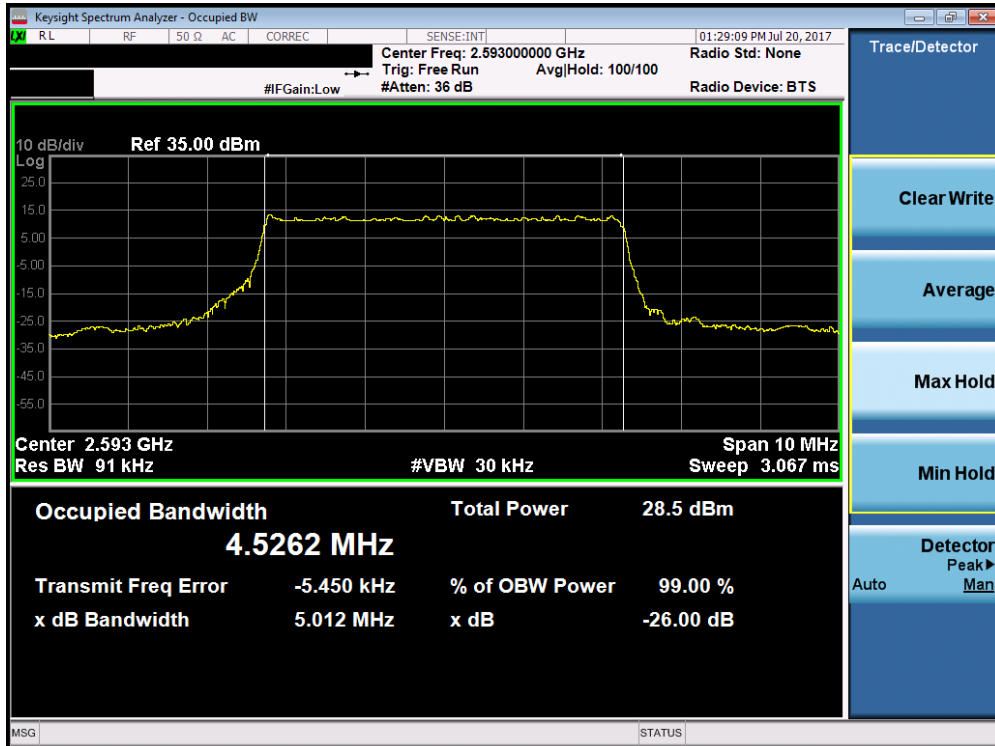 Keysight Spectrum Analyzer - Occupied BW
LXI RL RF 50 Ω AC CORREC SENSE:INT 01:29:09 PM Jul 20, 2017
Center Freq: 2.593000000 GHz Radio Std: None
Trig: Free Run Avg|Hold: 100/100
#IFGain:Low #Atten: 36 dB Radio Device: BTS
10 dB/div Ref 35.00 dBm
Log
25.0
15.0
5.00
-5.00
-15.0
-25.0
-35.0
-45.0
-55.0
Center 2.593 GHz Span 10 MHz
Res BW 91 kHz #VBW 30 kHz Sweep 3.067 ms
Occupied Bandwidth Total Power 28.5 dBm
4.5262 MHz
Transmit Freq Error -5.450 kHz % of OBW Power 99.00 %
x dB Bandwidth 5.012 MHz x dB -26.00 dB
MSG STATUS
Trace/Detector
Clear Write
Average
Max Hold
Min Hold
Detector
Peak▶
Auto Man